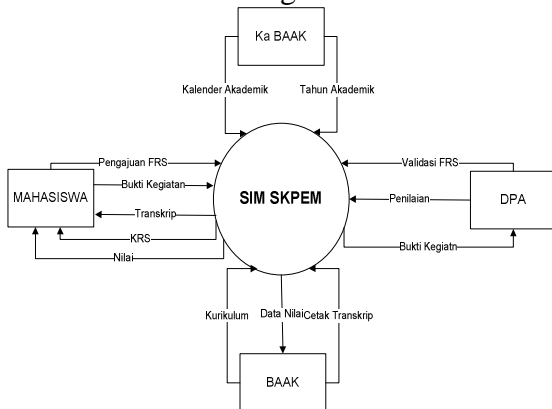 Ka BAAK
Kalender Akademik
Tahun Akademik
Pengajuan FRS
Validasi FRS
Bukti Kegiatan
MAHASISWA
SIM SKPEM
Penilaian
DPA
Transkrip
KRS
Bukti Kegiatn
Nilai
Kurikulum
Data Nilai
Cetak Transkrip
BAAK